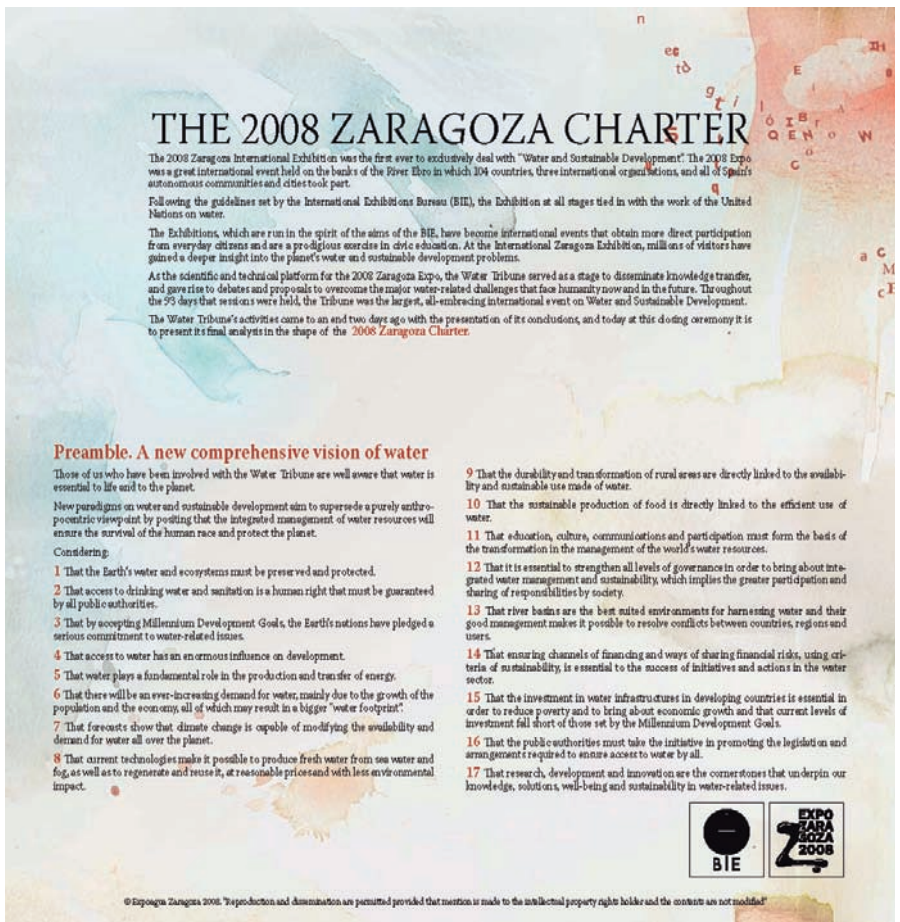 THE 2008 ZARAGOZA CHARTER
The 2008 Zaragoza International Exhibition was the first ever to exclusively deal with "Water and Sustainable Development". The 2008 Expo
was a great international event held on the banks of the River Ebro in which 104 countries, three international organisations, and all of Spain's
autonomous communities and cities took part.
Following the guidelines set by the International Exhibitions Bureau (BIE), the Exhibition at all stages tied in with the work of the United
Nations on water.
The Exhibitions, which are run in the spirit of the aims of the BIE, have become international events that obtain more direct participation
from everyday citizens and are a prodigious exercise in civic education. At the International Zaragoza Exhibition, millions of visitors have
gained a deeper insight into the planet's water and sustainable development problems.
As the scientific and technical platform for the 2008 Zaragoza Expo, the Water Tribune served as a stage to disseminate knowledge transfer,
and gave rise to debates and proposals to overcome the major water-related challenges that face humanity now and in the future. Throughout
the 93 days that sessions were held, the Tribune was the largest, all-embracing international event on Water and Sustainable Development.
The Water Tribune's activities came to an end two days ago with the presentation of its conclusions, and today at this closing ceremony it is
to present its final analysis in the shape of the 2008 Zaragoza Charter.
Preamble. A new comprehensive vision of water
Those of us who have been involved with the Water Tribune are well aware that water is
essential to life and to the planet.
New paradigms on water and sustainable development aim to supersede a purely anthro-
pocentric viewpoint by positing that the integrated management of water resources will
ensure the survival of the human race and protect the planet.
Considering:
1 That the Earth's water and ecosystems must be preserved and protected.
2 That access to drinking water and sanitation is a human right that must be guaranteed
by all public authorities.
3 That by accepting Millennium Development Goals, the Earth's nations have pledged a
serious commitment to water-related issues.
4 That access to water has an enormous influence on development.
5 That water plays a fundamental role in the production and transfer of energy.
6 That there will be an ever-increasing demand for water, mainly due to the growth of the
population and the economy, all of which may result in a bigger "water footprint".
7 That forecasts show that climate change is capable of modifying the availability and
demand for water all over the planet.
8 That current technologies make it possible to produce fresh water from sea water and
fog, as well as to regenerate and reuse it, at reasonable prices and with less environmental
impact.
9 That the durability and transformation of rural areas are directly linked to the availabi-
lity and sustainable use made of water.
10 That the sustainable production of food is directly linked to the efficient use of
water.
11 That education, culture, communications and participation must form the basis of
the transformation in the management of the world's water resources.
12 That it is essential to strengthen all levels of governance in order to bring about inte-
grated water management and sustainability, which implies the greater participation and
sharing of responsibilities by society.
13 That river basins are the best suited environments for harnessing water and their
good management makes it possible to resolve conflicts between countries, regions and
users.
14 That ensuring channels of financing and ways of sharing financial risks, using cri-
teria of sustainability, is essential to the success of initiatives and actions in the water
sector.
15 That the investment in water infrastructures in developing countries is essential in
order to reduce poverty and to bring about economic growth and that current levels of
investment fall short of those set by the Millennium Development Goals.
16 That the public authorities must take the initiative in promoting the legislation and
arrangements required to ensure access to water by all.
17 That research, development and innovation are the cornerstones that underpin our
knowledge, solutions, well-being and sustainability in water-related issues.
BIE
EXPO
ZARA
GOZA
2008
© Expoagua Zaragoza 2008. "Reproduction and dissemination are permitted provided that mention is made to the intellectual property rights holder and the contents are not modified"